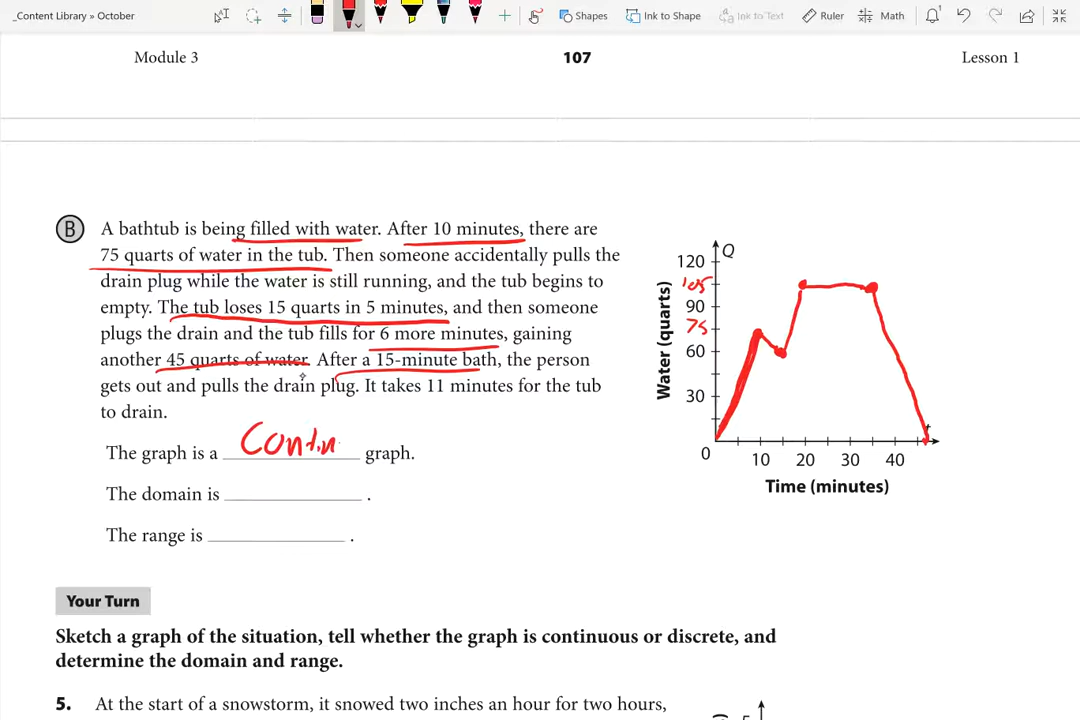 _Content Library » October
Shapes
Ink to Shape
Ink to Text
Ruler
Math
Module 3
107
Lesson 1
B
A bathtub is being filled with water. After 10 minutes, there are
75 quarts of water in the tub. Then someone accidentally pulls the
drain plug while the water is still running, and the tub begins to
empty. The tub loses 15 quarts in 5 minutes, and then someone
plugs the drain and the tub fills for 6 more minutes, gaining
another 45 quarts of water. After a 15-minute bath, the person
gets out and pulls the drain plug. It takes 11 minutes for the tub
to drain.
The graph is a Contin graph.
The domain is ______________ .
The range is ______________ .
Q
120
105
90
75
60
30
0
10 20 30 40
t
Water (quarts)
Time (minutes)
Your Turn
Sketch a graph of the situation, tell whether the graph is continuous or discrete, and
determine the domain and range.
5. At the start of a snowstorm, it snowed two inches an hour for two hours,